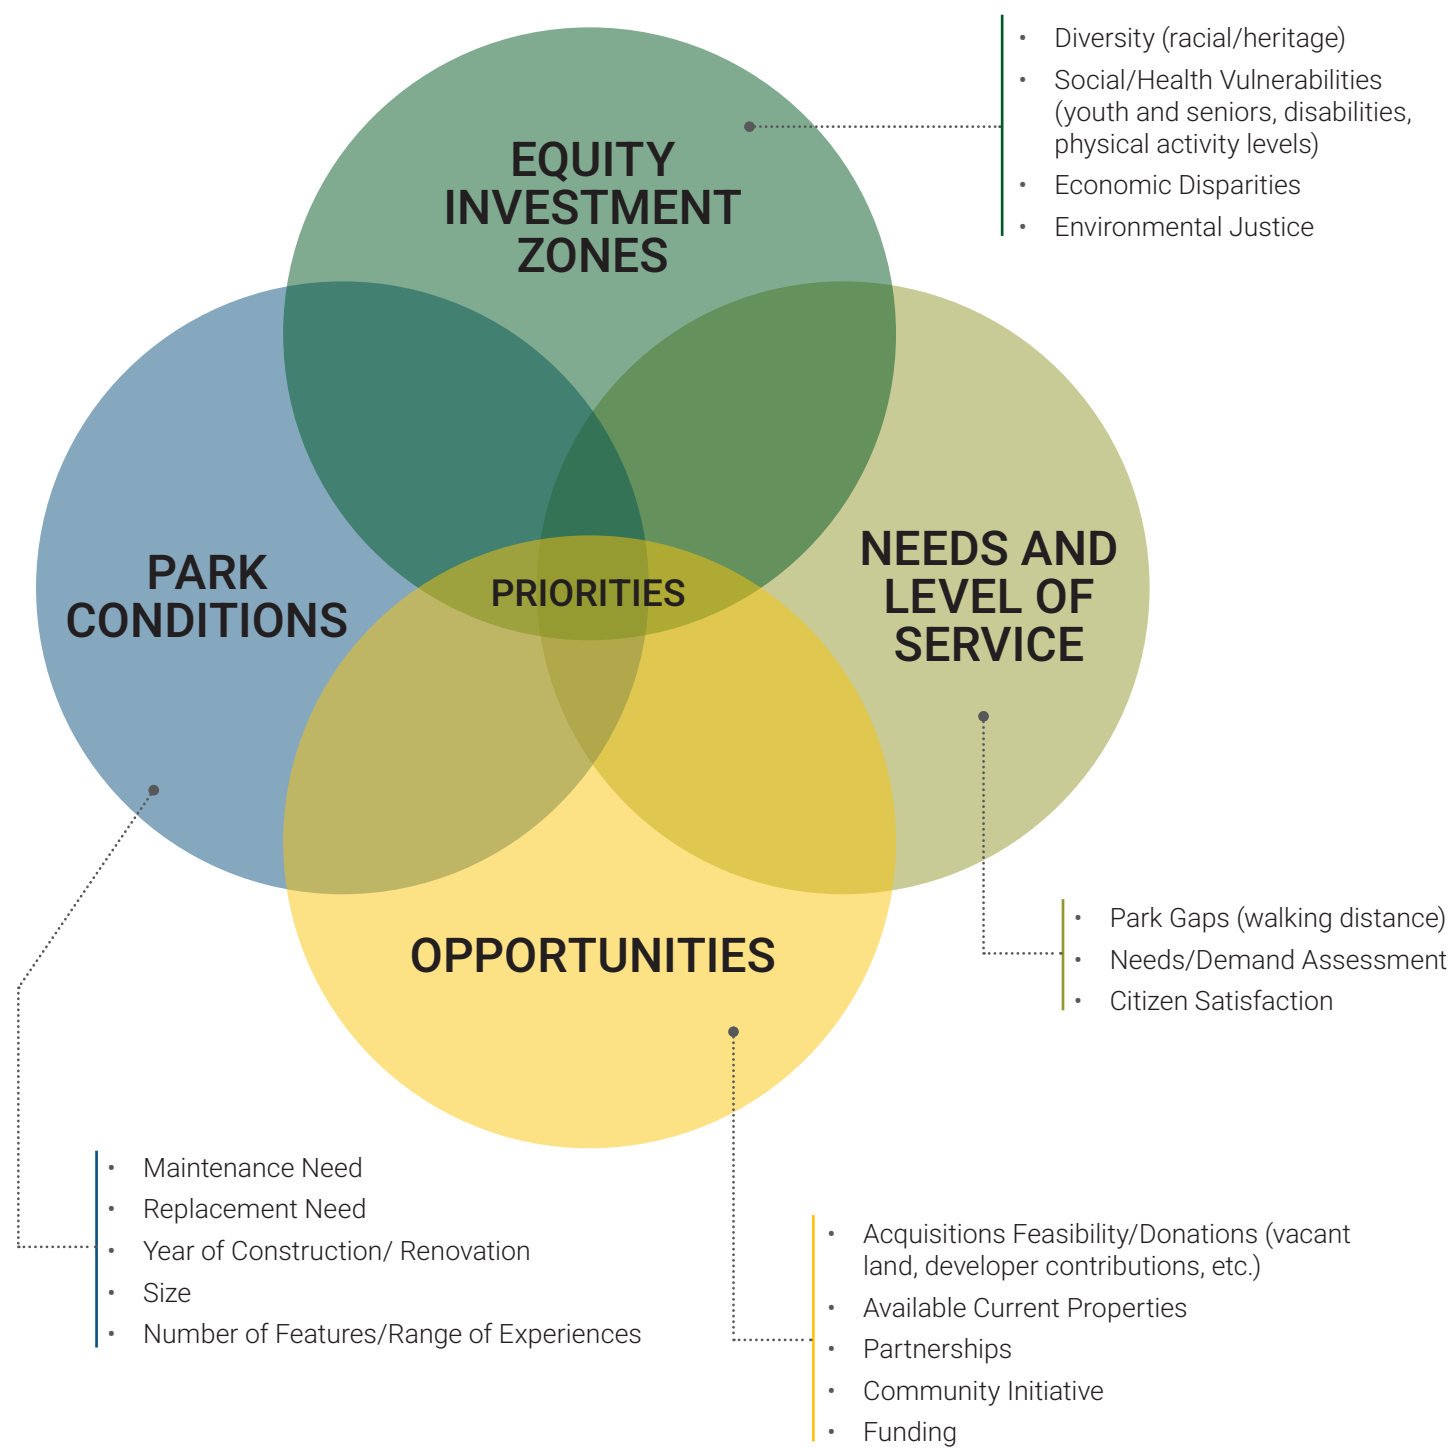 Diversity (racial/heritage)
Social/Health Vulnerabilities
(youth and seniors, disabilities,
physical activity levels)
Economic Disparities
Environmental Justice
EQUITY
INVESTMENT
ZONES
PARK
CONDITIONS
PRIORITIES
NEEDS AND
LEVEL OF
SERVICE
OPPORTUNITIES
Park Gaps (walking distance)
Needs/Demand Assessment
Citizen Satisfaction
Maintenance Need
Replacement Need
Year of Construction/ Renovation
Size
Number of Features/Range of Experiences
Acquisitions Feasibility/Donations (vacant
land, developer contributions, etc.)
Available Current Properties
Partnerships
Community Initiative
Funding